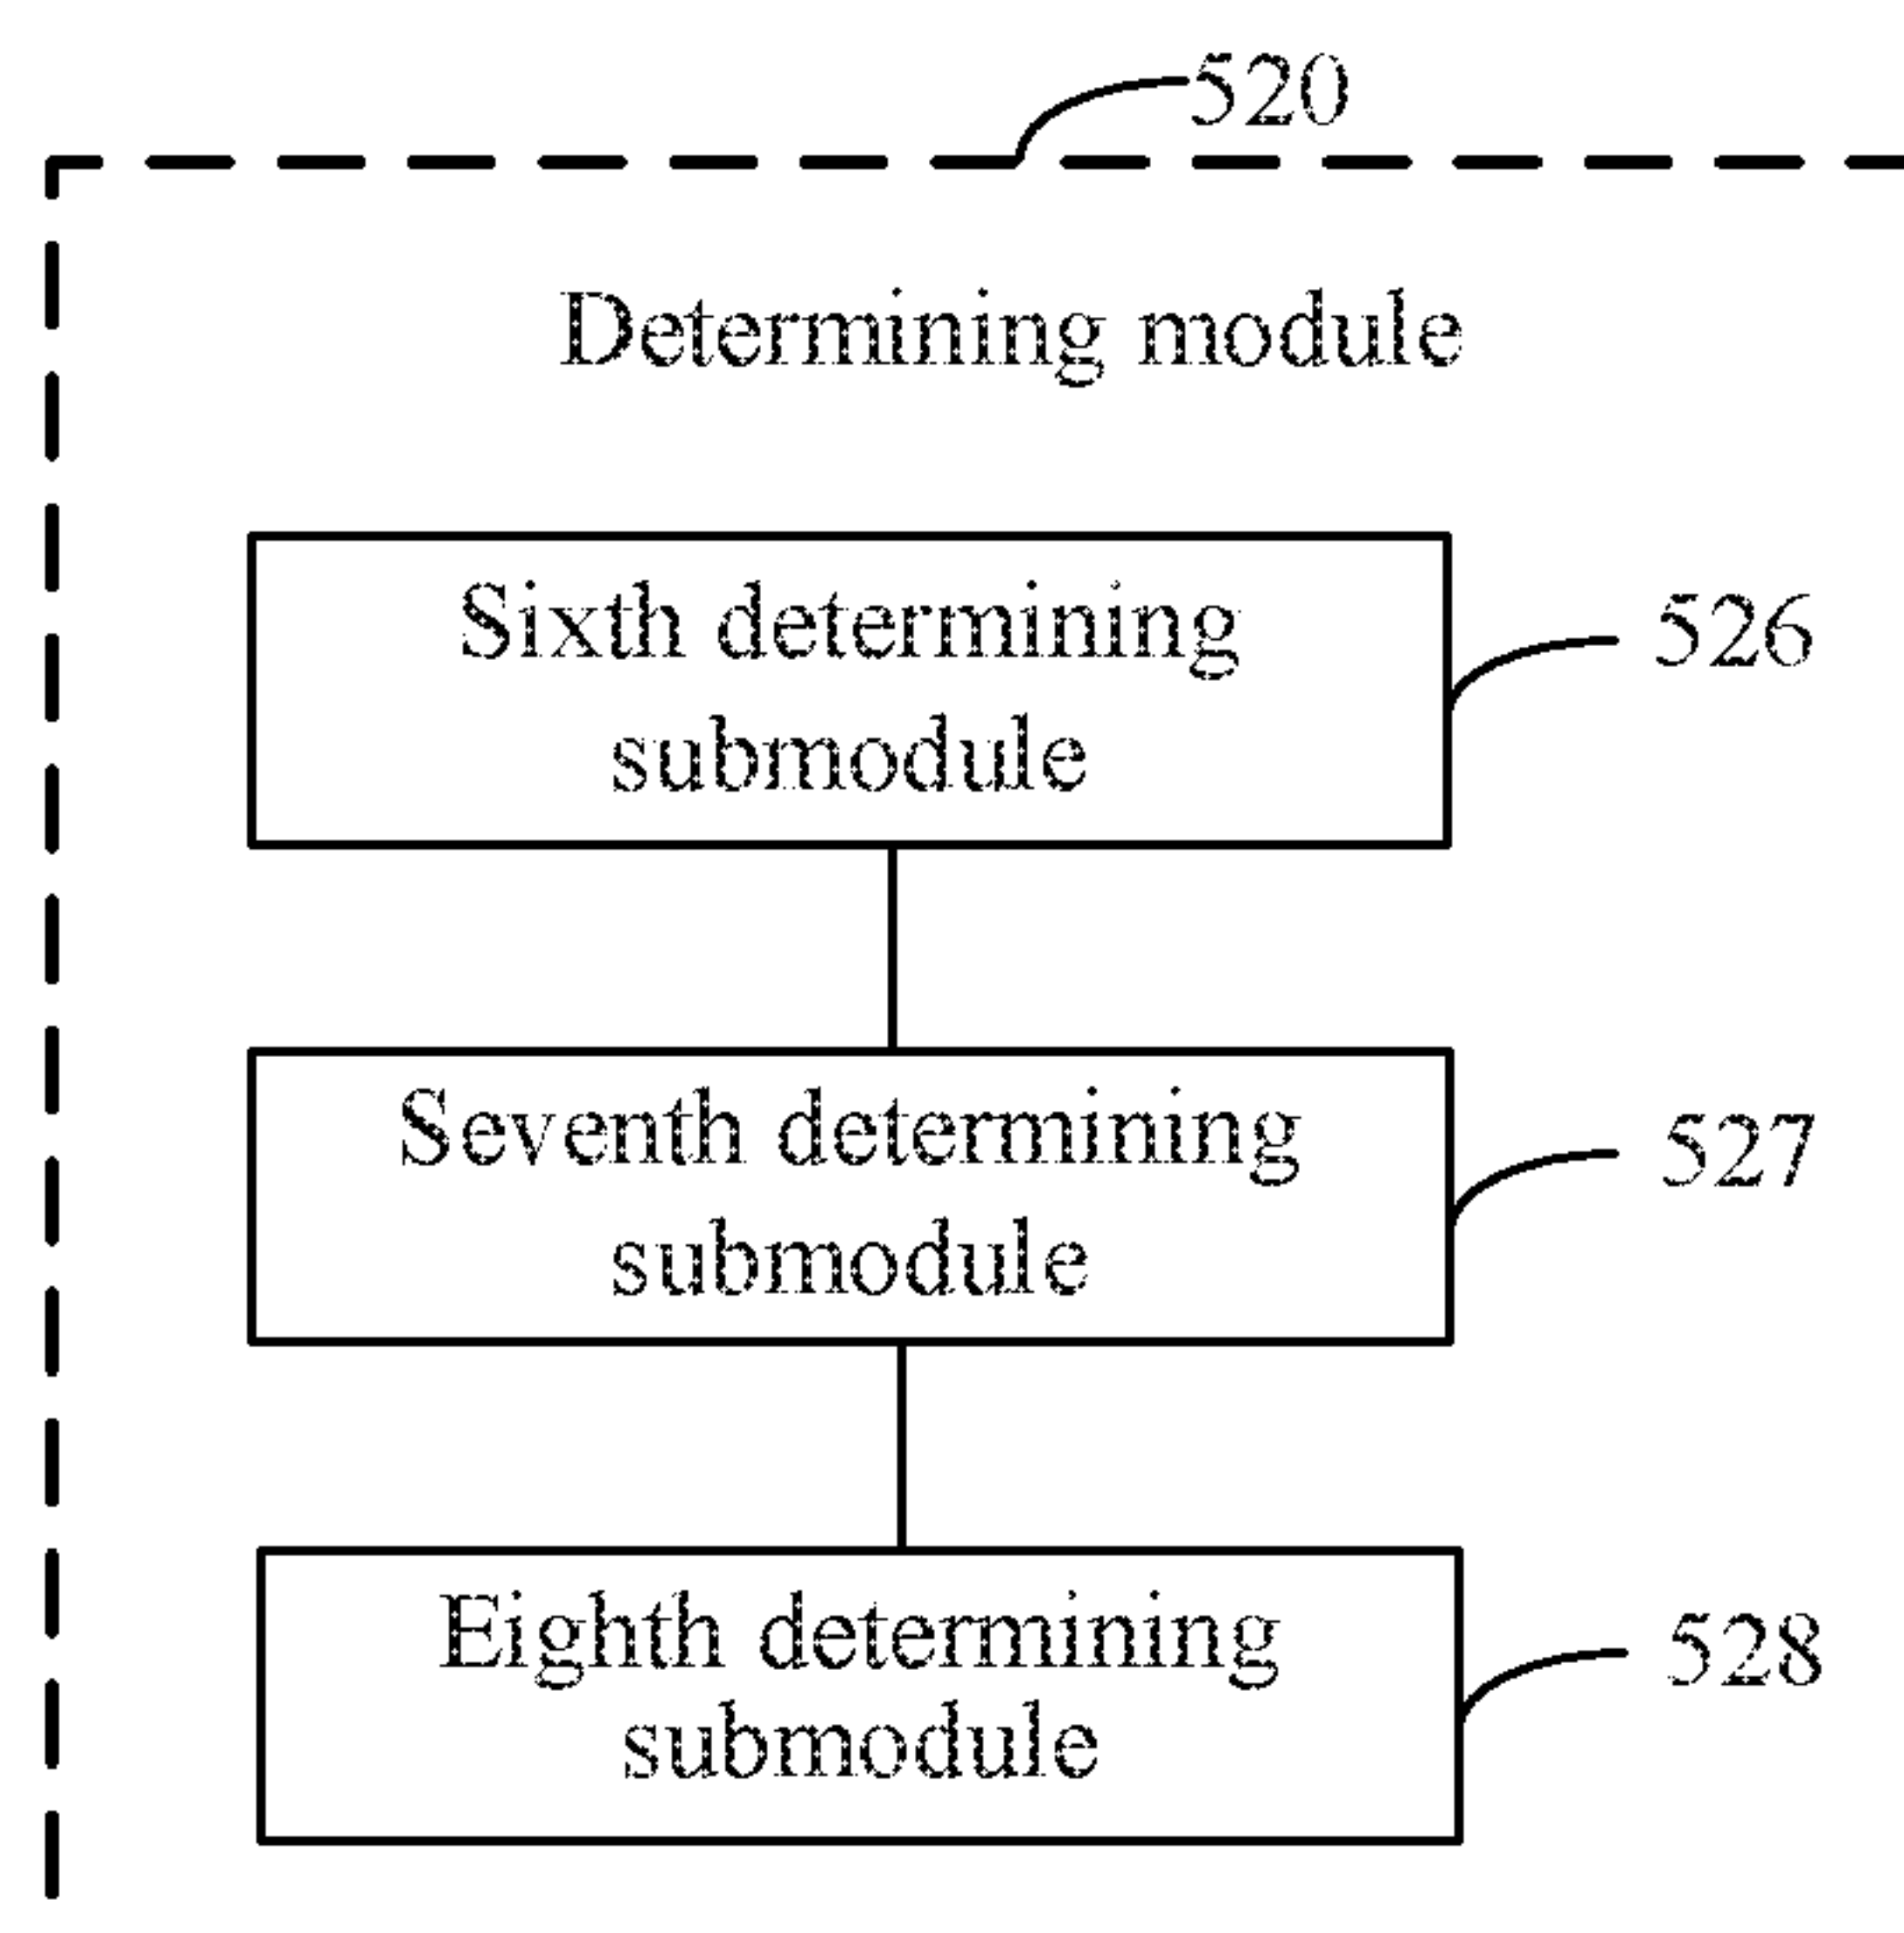 520
Determining module
Sixth determining
submodule
526
Seventh determining
submodule
527
Eighth determining
submodule
528